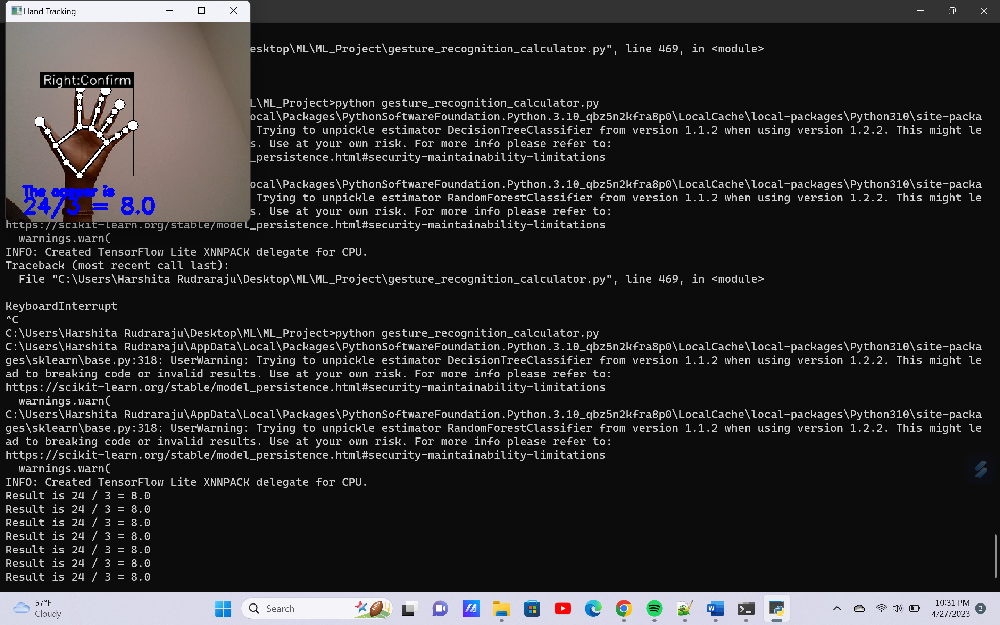 Hand Tracking
esktop\ML\ML_Project\gesture_recognition_calculator.py", line 469, in <module>
Right:Confirm
L\ML_Project>python gesture_recognition_calculator.py
ocal\Packages\PythonSoftwareFoundation.Python.3.10_qbz5n2kfra8p0\LocalCache\local-packages\Python310\site-packa
Trying to unpickle estimator DecisionTreeClassifier from version 1.1.2 when using version 1.2.2. This might le
s. Use at your own risk. For more info please refer to:
_persistence.html#security-maintainability-limitations
ocal\Packages\PythonSoftwareFoundation.Python.3.10_qbz5n2kfra8p0\LocalCache\local-packages\Python310\site-packa
The answer is
Trying to unpickle estimator RandomForestClassifier from version 1.1.2 when using version 1.2.2. This might le
24/3 = 8.0
s. Use at your own risk. For more info please refer to:
https://scikit-learn.org/stable/model_persistence.html#security-maintainability-limitations
warnings.warn(
INFO: Created TensorFlow Lite XNNPACK delegate for CPU.
Traceback (most recent call last):
File "C:\Users\Harshita Rudraraju\Desktop\ML\ML_Project\gesture_recognition_calculator.py", line 469, in <module>
KeyboardInterrupt
^C
C:\Users\Harshita Rudraraju\Desktop\ML\ML_Project>python gesture_recognition_calculator.py
C:\Users\Harshita Rudraraju\AppData\Local\Packages\PythonSoftwareFoundation.Python.3.10_qbz5n2kfra8p0\LocalCache\local-packages\Python310\site-packa
ges\sklearn\base.py:318: UserWarning: Trying to unpickle estimator DecisionTreeClassifier from version 1.1.2 when using version 1.2.2. This might le
ad to breaking code or invalid results. Use at your own risk. For more info please refer to:
https://scikit-learn.org/stable/model_persistence.html#security-maintainability-limitations
warnings.warn(
C:\Users\Harshita Rudraraju\AppData\Local\Packages\PythonSoftwareFoundation.Python.3.10_qbz5n2kfra8p0\LocalCache\local-packages\Python310\site-packa
ges\sklearn\base.py:318: UserWarning: Trying to unpickle estimator RandomForestClassifier from version 1.1.2 when using version 1.2.2. This might le
ad to breaking code or invalid results. Use at your own risk. For more info please refer to:
https://scikit-learn.org/stable/model_persistence.html#security-maintainability-limitations
warnings.warn(
INFO: Created TensorFlow Lite XNNPACK delegate for CPU.
Result is 24 / 3 = 8.0
Result is 24 / 3 = 8.0
Result is 24 / 3 = 8.0
Result is 24 / 3 = 8.0
Result is 24 / 3 = 8.0
Result is 24 / 3 = 8.0
Result is 24 / 3 = 8.0
57°F
Cloudy
Search
10:31 PM
4/27/2023
2